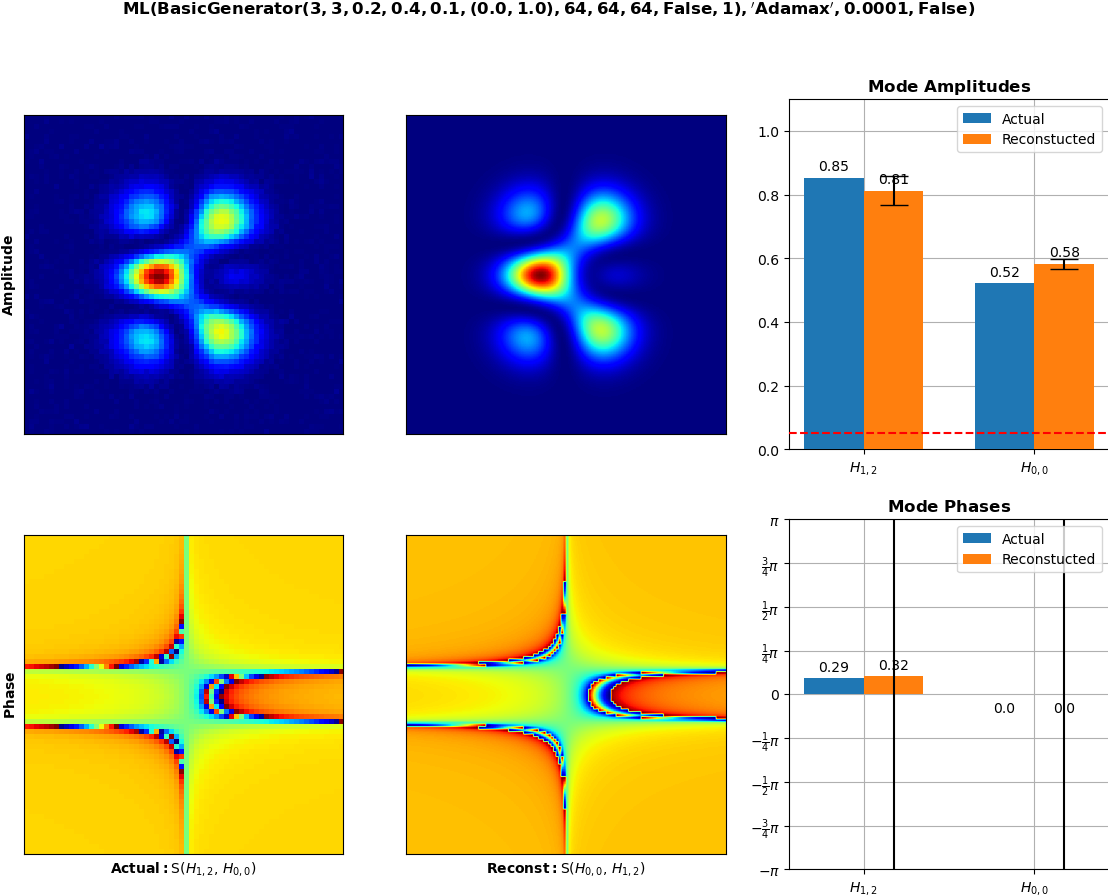 ML(BasicGenerator(3, 3, 0.2, 0.4, 0.1, (0.0, 1.0), 64, 64, 64, False, 1), 'Adamax', 0.0001, False)
Mode Amplitudes
Actual
Reconstucted
1.0
0.8
0.6
0.4
0.2
0.0
0.85
0.81
0.52
0.58
H1, 2
H0, 0
Amplitude
Mode Phases
Actual
Reconstucted
π
3/4π
1/2π
1/4π
0
−1/4π
−1/2π
−3/4π
−π
0.29
0.32
0.0
0.0
H1, 2
H0, 0
Phase
Actual: S(H1, 2, H0, 0)
Reconst: S(H0, 0, H1, 2)